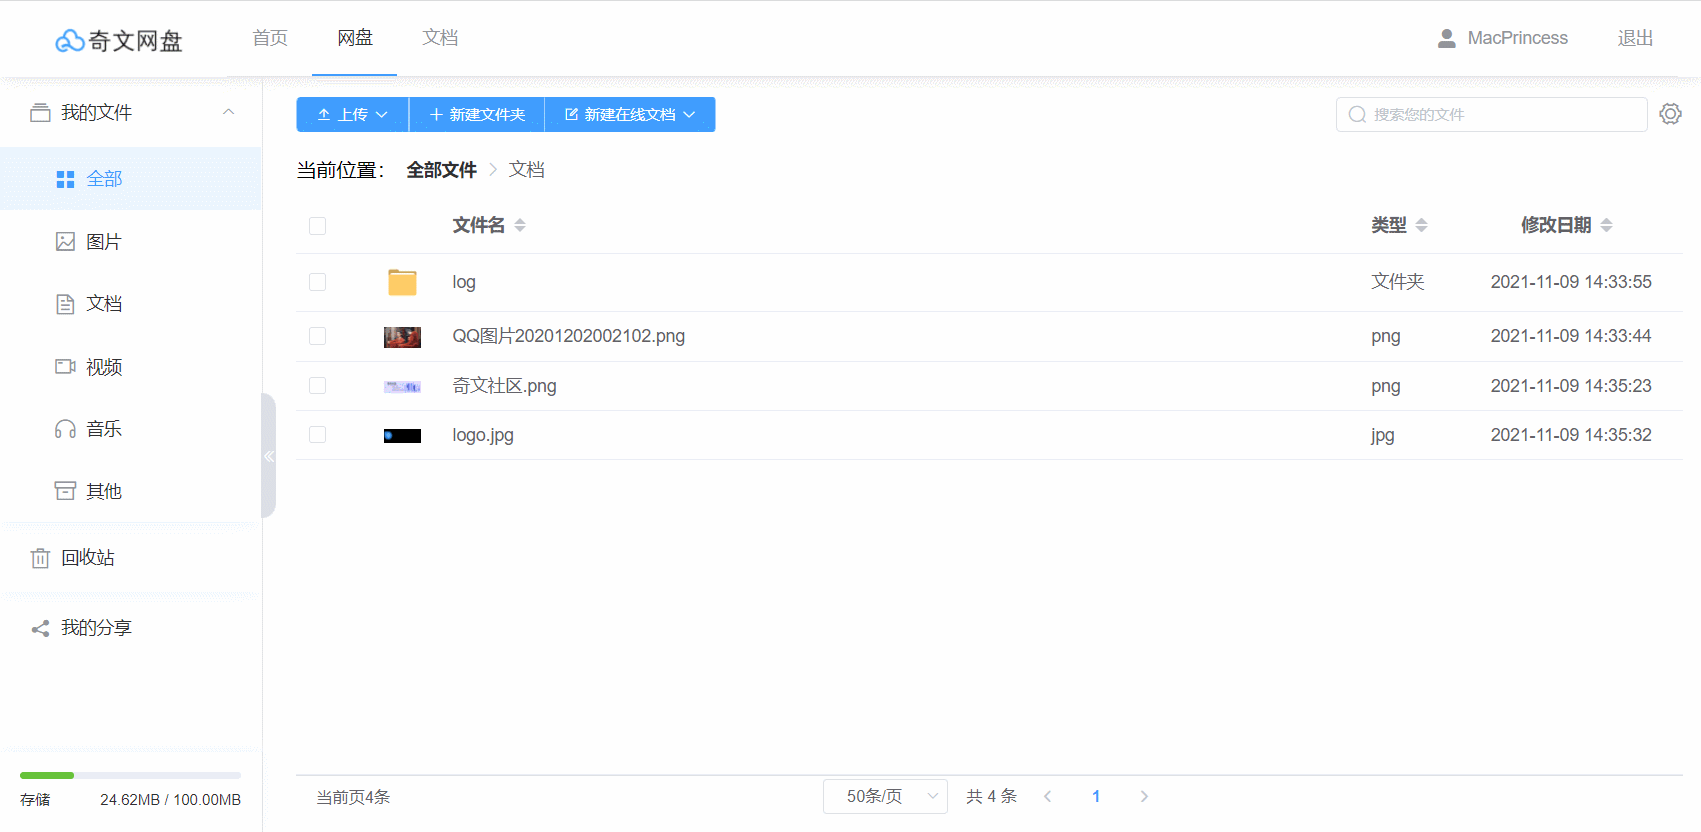 奇文网盘 首页 网盘 文档 MacPrincess 退出
我的文件
全部
图片
文档
视频
音乐
其他
回收站
我的分享
存储 24.62MB / 100.00MB
上传 新建文件夹 新建在线文档 搜索您的文件
当前位置： 全部文件 文档
文件名 类型 修改日期
log 文件夹 2021-11-09 14:33:55
QQ图片20201202002102.png png 2021-11-09 14:33:44
奇文社区.png png 2021-11-09 14:35:23
logo.jpg jpg 2021-11-09 14:35:32
当前页4条 50条/页 共 4 条 1